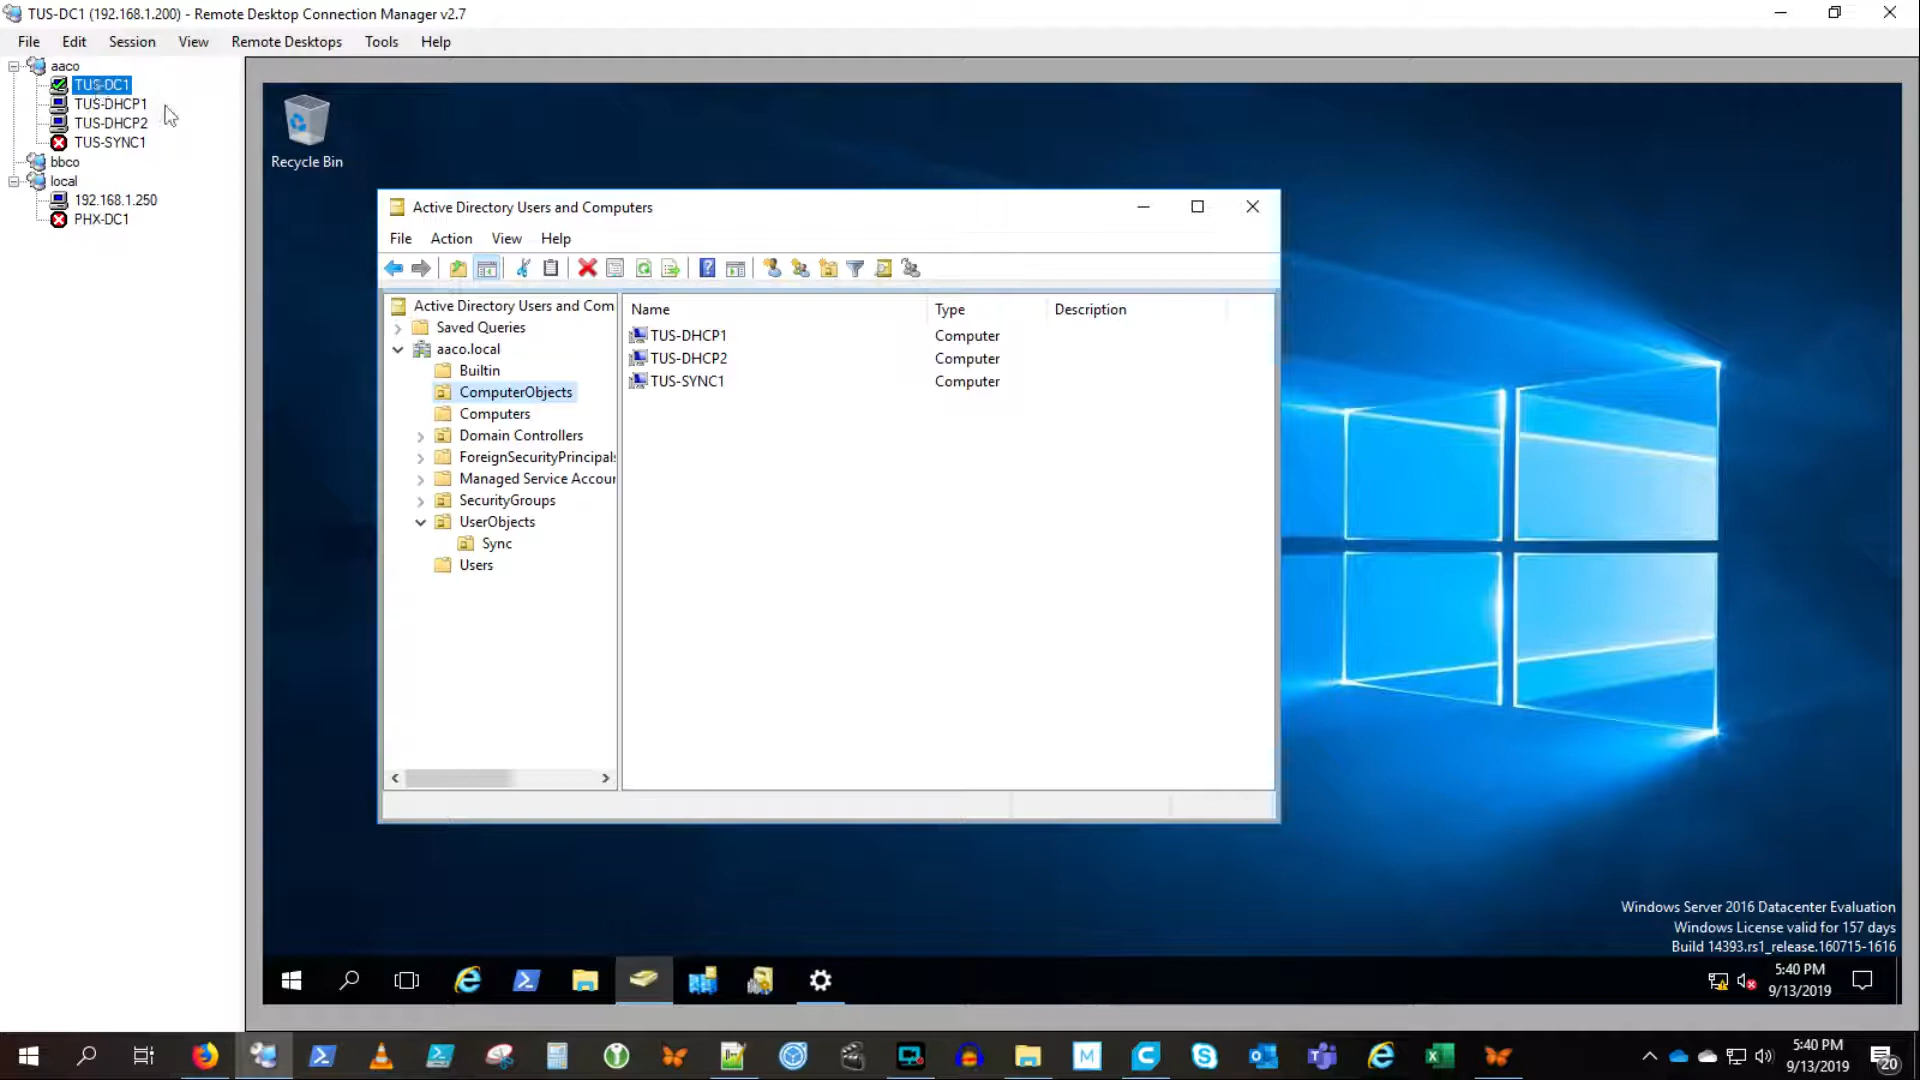 TUS-DC1 (192.168.1.200) - Remote Desktop Connection Manager v2.7
File Edit Session View Remote Desktops Tools Help
aaco
TUS-DC1
TUS-DHCP1
TUS-DHCP2
TUS-SYNC1
bbco
local
192.168.1.250
PHX-DC1
Recycle Bin
Active Directory Users and Computers
File Action View Help
Active Directory Users and Com
Saved Queries
aaco.local
Builtin
ComputerObjects
Computers
Domain Controllers
ForeignSecurityPrincipals
Managed Service Accour
SecurityGroups
UserObjects
Sync
Users
Name Type Description
TUS-DHCP1 Computer
TUS-DHCP2 Computer
TUS-SYNC1 Computer
Windows Server 2016 Datacenter Evaluation
Windows License valid for 157 days
Build 14393.rs1_release.160715-1616
5:40 PM
9/13/2019
5:40 PM
9/13/2019
20